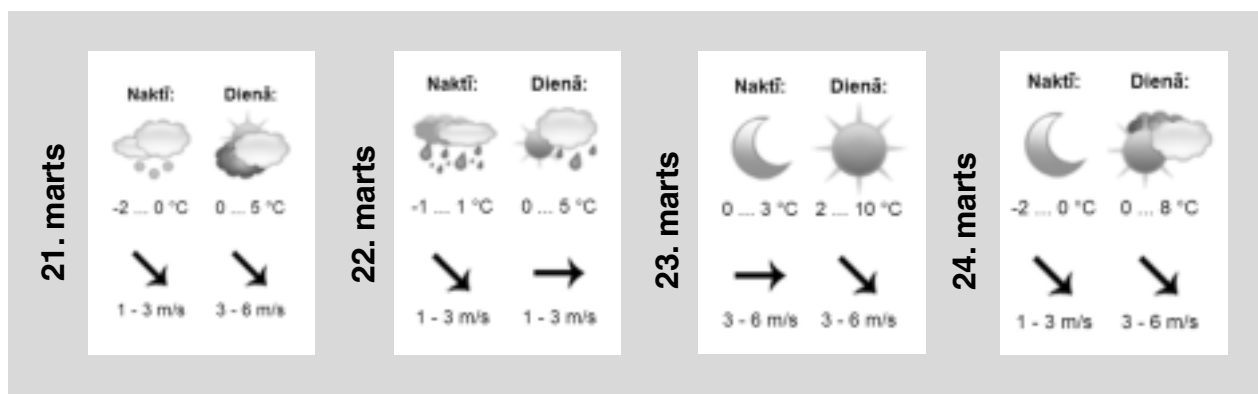 21. marts
Naktī: Dienā:
-2 ... 0 °C 0 ... 5 °C
1 - 3 m/s 3 - 6 m/s
22. marts
Naktī: Dienā:
-1 ... 1 °C 0 ... 5 °C
1 - 3 m/s 1 - 3 m/s
23. marts
Naktī: Dienā:
0 ... 3 °C 2 ... 10 °C
3 - 6 m/s 3 - 6 m/s
24. marts
Naktī: Dienā:
-2 ... 0 °C 0 ... 8 °C
1 - 3 m/s 3 - 6 m/s